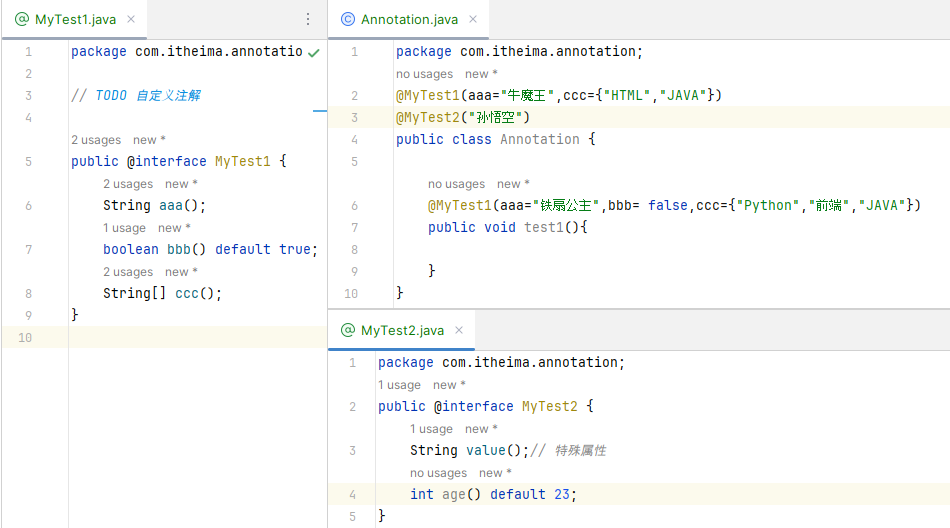 MyTest1.java
1 package com.itheima.annotatio
2
3 // TODO 自定义注解
4
2 usages new *
5 public @interface MyTest1 {
2 usages new *
6 String aaa();
1 usage new *
7 boolean bbb() default true;
2 usages new *
8 String[] ccc();
9 }
10
Annotation.java
1 package com.itheima.annotation;
no usages new *
2 @MyTest1(aaa="牛魔王",ccc={"HTML","JAVA"})
3 @MyTest2("孙悟空")
4 public class Annotation {
5
no usages new *
6 @MyTest1(aaa="铁扇公主",bbb= false,ccc={"Python","前端","JAVA"})
7 public void test1(){
8
9 }
10 }
MyTest2.java
1 package com.itheima.annotation;
1 usage new *
2 public @interface MyTest2 {
1 usage new *
3 String value();// 特殊属性
no usages new *
4 int age() default 23;
5 }